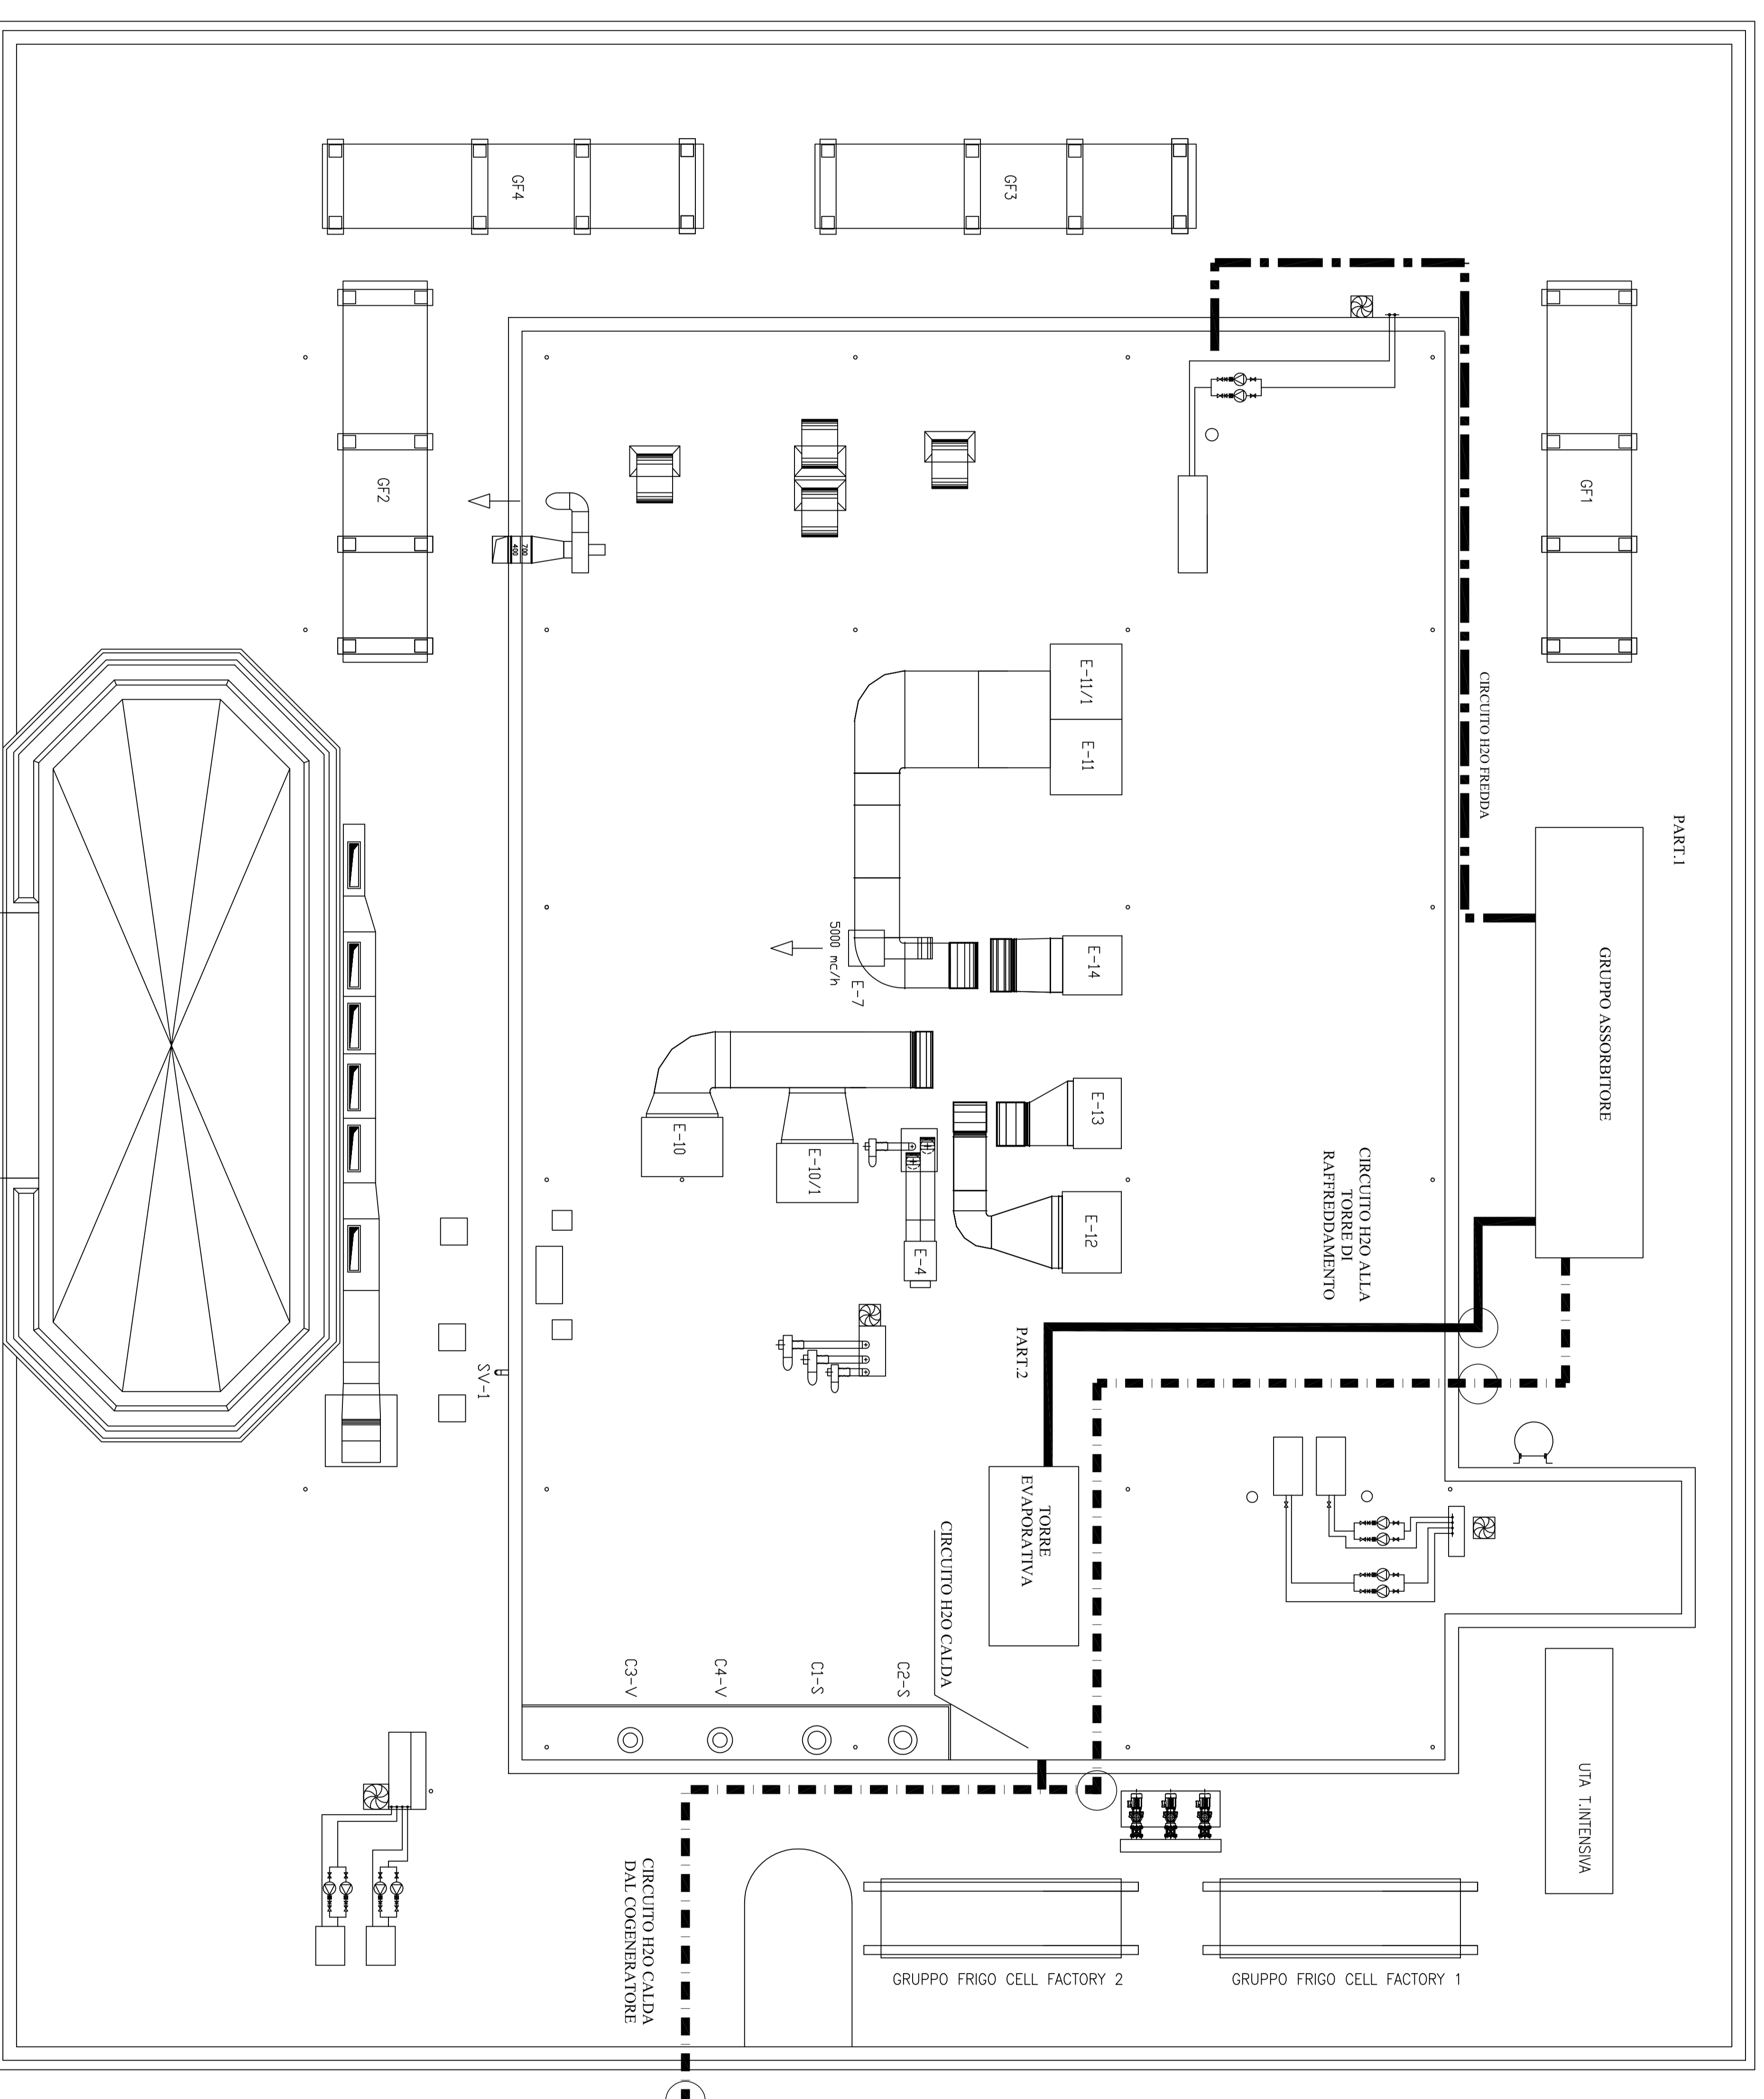 GF4
GF3
GF2
GF1
700
400
CIRCUITO H2O FREDDA
PART.1
GRUPPO ASSORBITORE
E-11/1
E-11
E-14
E-7
5000 mc/h
E-13
E-12
E-10
E-10/1
E-4
CIRCUITO H2O ALLA
TORRE DI
RAFFREDDAMENTO
PART.2
SV-1
TORRE
EVAPORATIVA
CIRCUITO H2O CALDA
C3-V
C4-V
C1-S
C2-S
UTA T.INTENSIVA
CIRCUITO H2O CALDA
DAL COGENERATORE
GRUPPO FRIGO CELL FACTORY 2
GRUPPO FRIGO CELL FACTORY 1